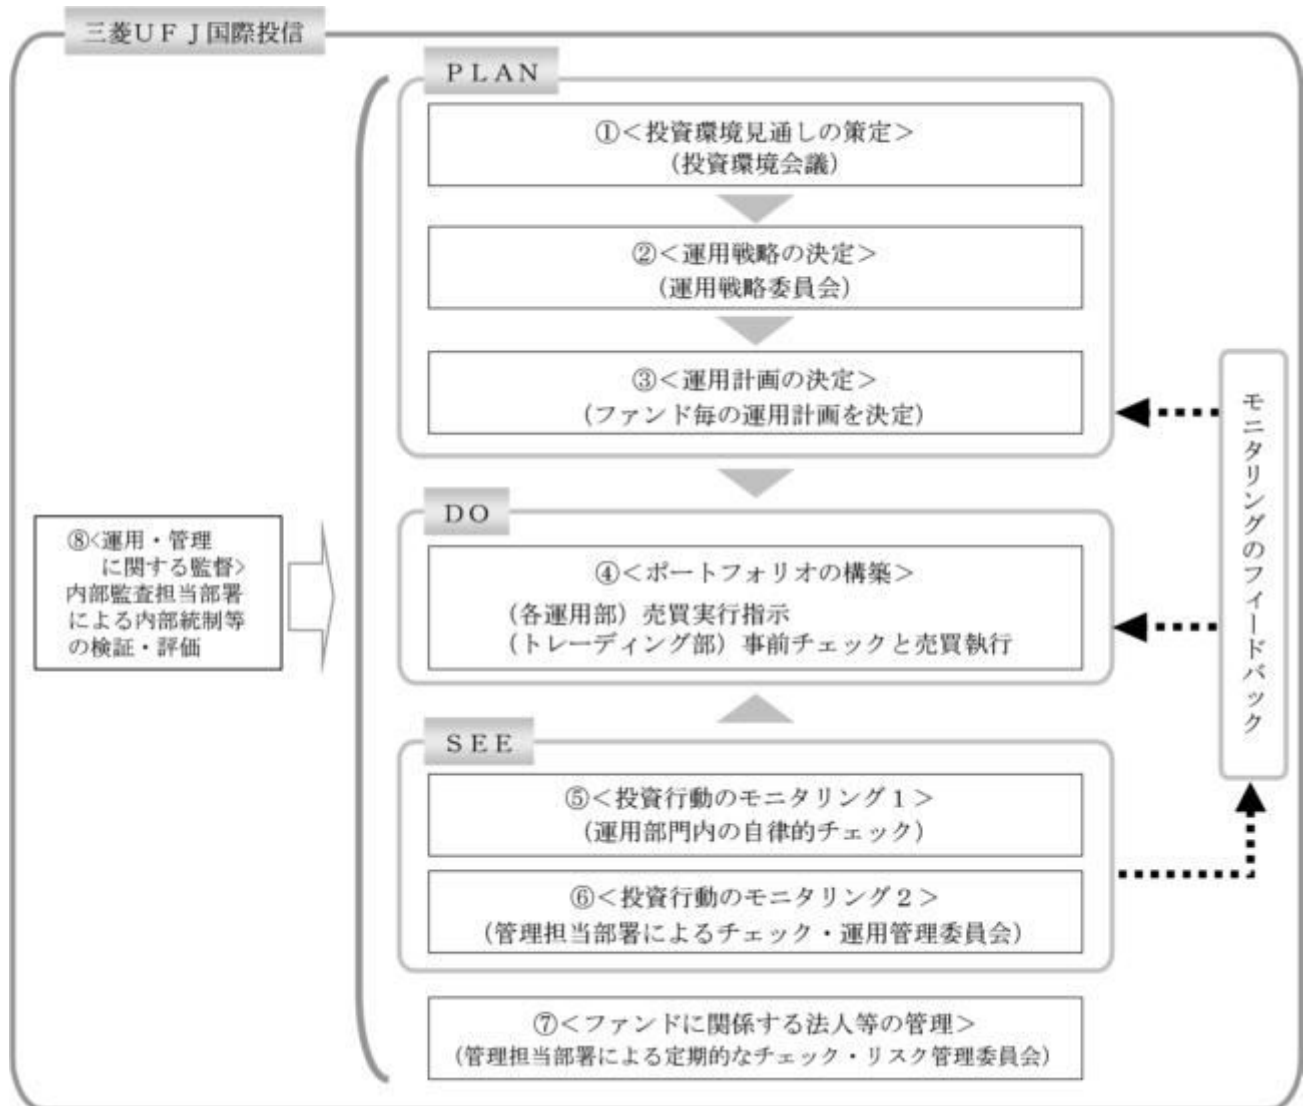 三菱ＵＦＪ国際投信
ＰＬＡＮ
①＜投資環境見通しの策定＞
（投資環境会議）
②＜運用戦略の決定＞
（運用戦略委員会）
③＜運用計画の決定＞
（ファンド毎の運用計画を決定）
ＤＯ
④＜ポートフォリオの構築＞
（各運用部）売買実行指示
（トレーディング部）事前チェックと売買執行
ＳＥＥ
⑤＜投資行動のモニタリング１＞
（運用部門内の自律的チェック）
⑥＜投資行動のモニタリング２＞
（管理担当部署によるチェック・運用管理委員会）
⑦＜ファンドに関係する法人等の管理＞
（管理担当部署による定期的なチェック・リスク管理委員会）
⑧<運用・管理
に関する監督>
内部監査担当部署
による内部統制等
の検証・評価
モニタリングのフィードバック